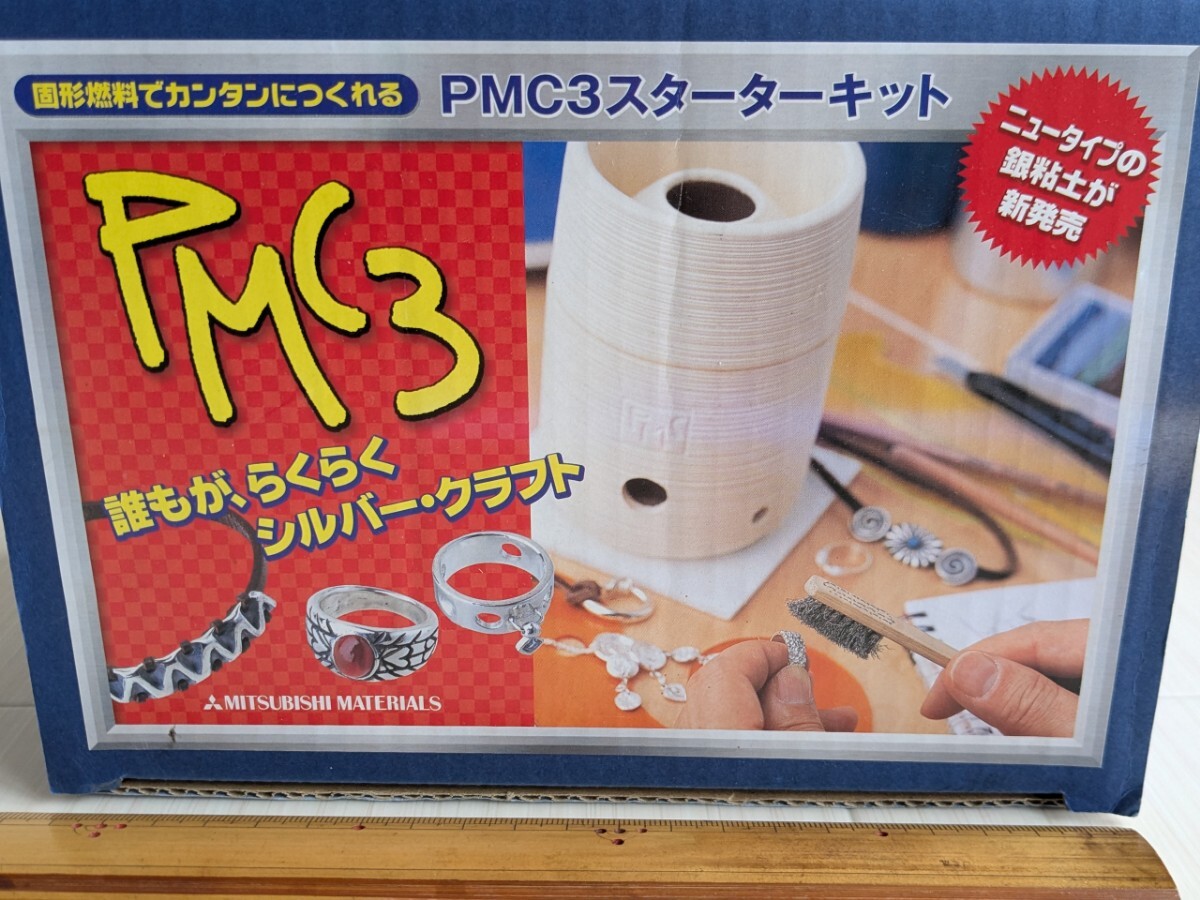 固形燃料でカンタンにつくれる
PMC3スターターキット
ニュータイプの
銀粘土が
新発売
PMC3
誰もが、らくらく
シルバー・クラフト
MITSUBISHI MATERIALS
PMC